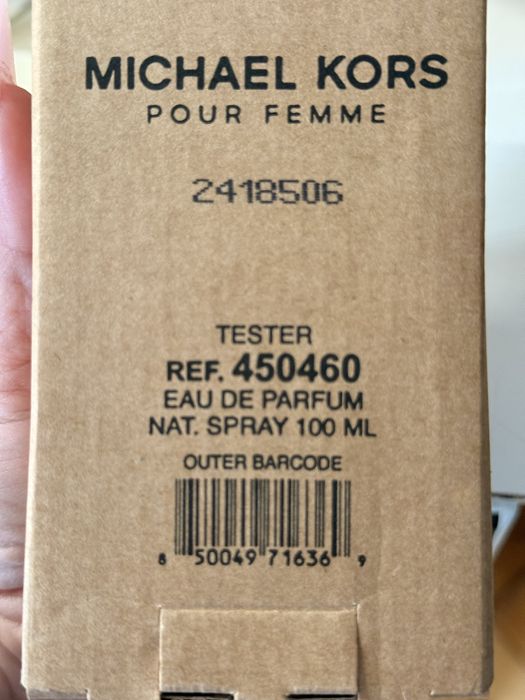 MICHAEL KORS
POUR FEMME
2418506
TESTER
REF. 450460
EAU DE PARFUM
NAT. SPRAY 100 ML
OUTER BARCODE
8 50049 71636 9